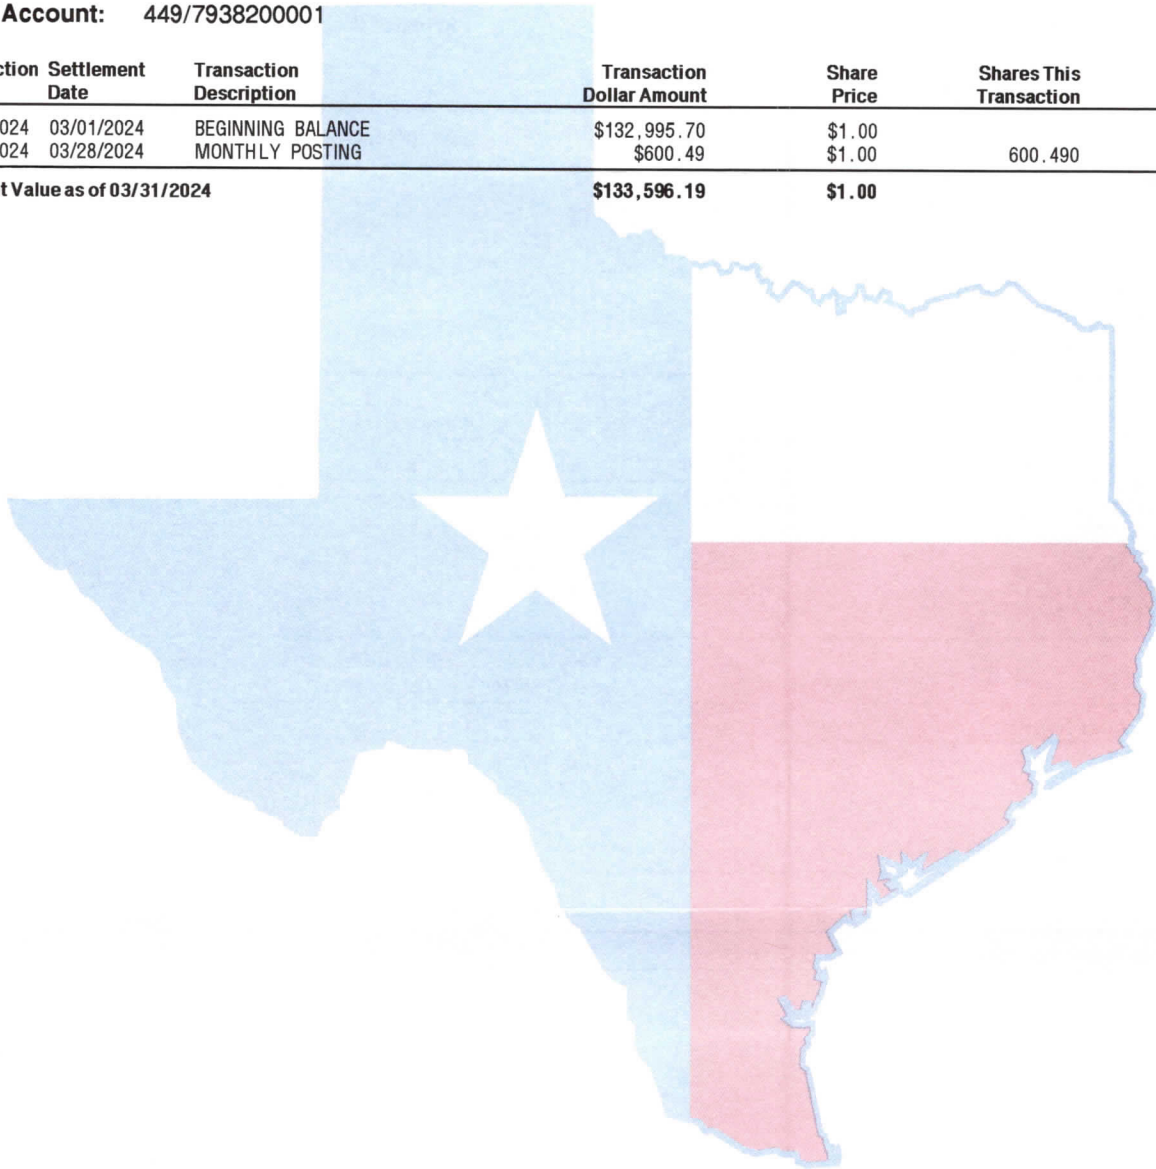 Account: 449/7938200001
ction Settlement Transaction Transaction Share Shares This
Date Description Dollar Amount Price Transaction
024 03/01/2024 BEGINNING BALANCE $132,995.70 $1.00
024 03/28/2024 MONTHLY POSTING $600.49 $1.00 600.490
t Value as of 03/31/2024 $133,596.19 $1.00